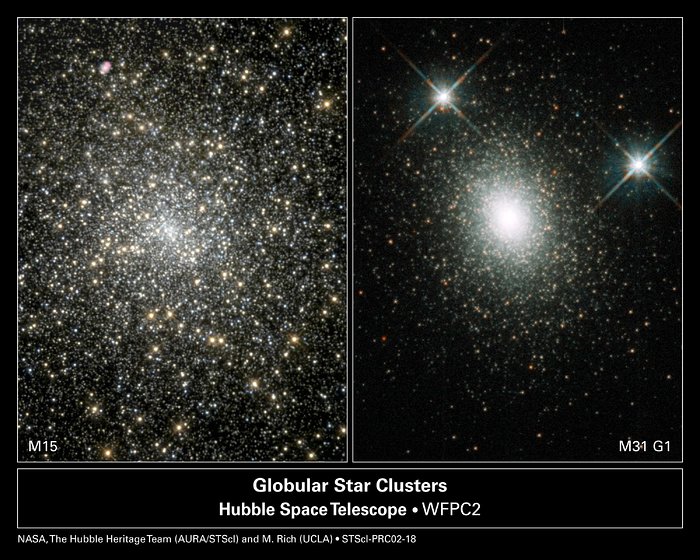 M15
M31 G1
Globular Star Clusters
Hubble Space Telescope • WFPC2
NASA, The Hubble Heritage Team (AURA/STScI) and M. Rich (UCLA) • STScI-PRC02-18